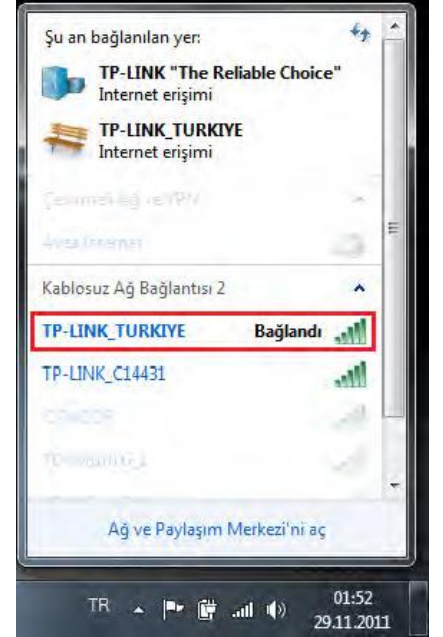 Şu an bağlanılan yer:
TP-LINK "The Reliable Choice"
Internet erişimi
TP-LINK_TURKIYE
Internet erişimi
Kablosuz Ağ Bağlantısı 2
TP-LINK_TURKIYE Bağlandı
TP-LINK_C14431
Ağ ve Paylaşım Merkezi'ni aç
TR 01:52
29.11.2011